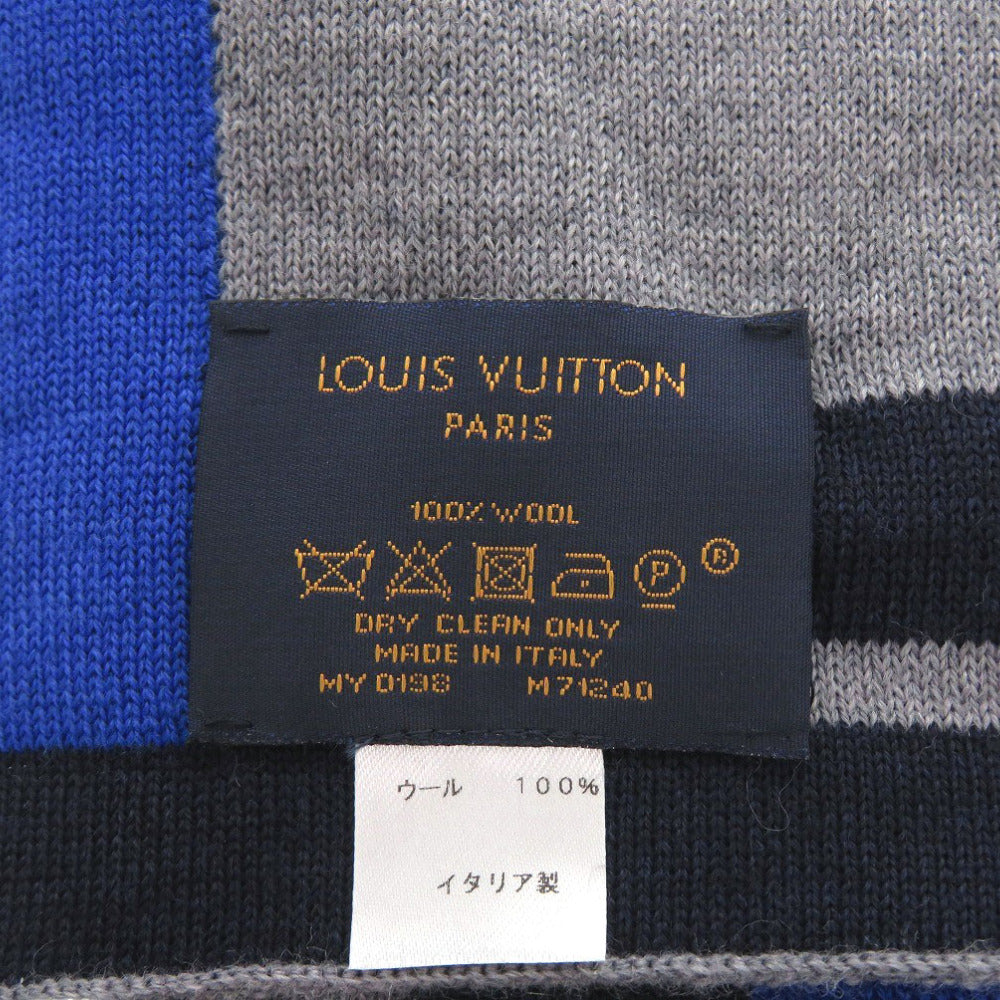 LOUIS VUITTON
PARIS
100% WOOL
P R
DRY CLEAN ONLY
MADE IN ITALY
MY 0198 M71240
ウール 100%
イタリア製